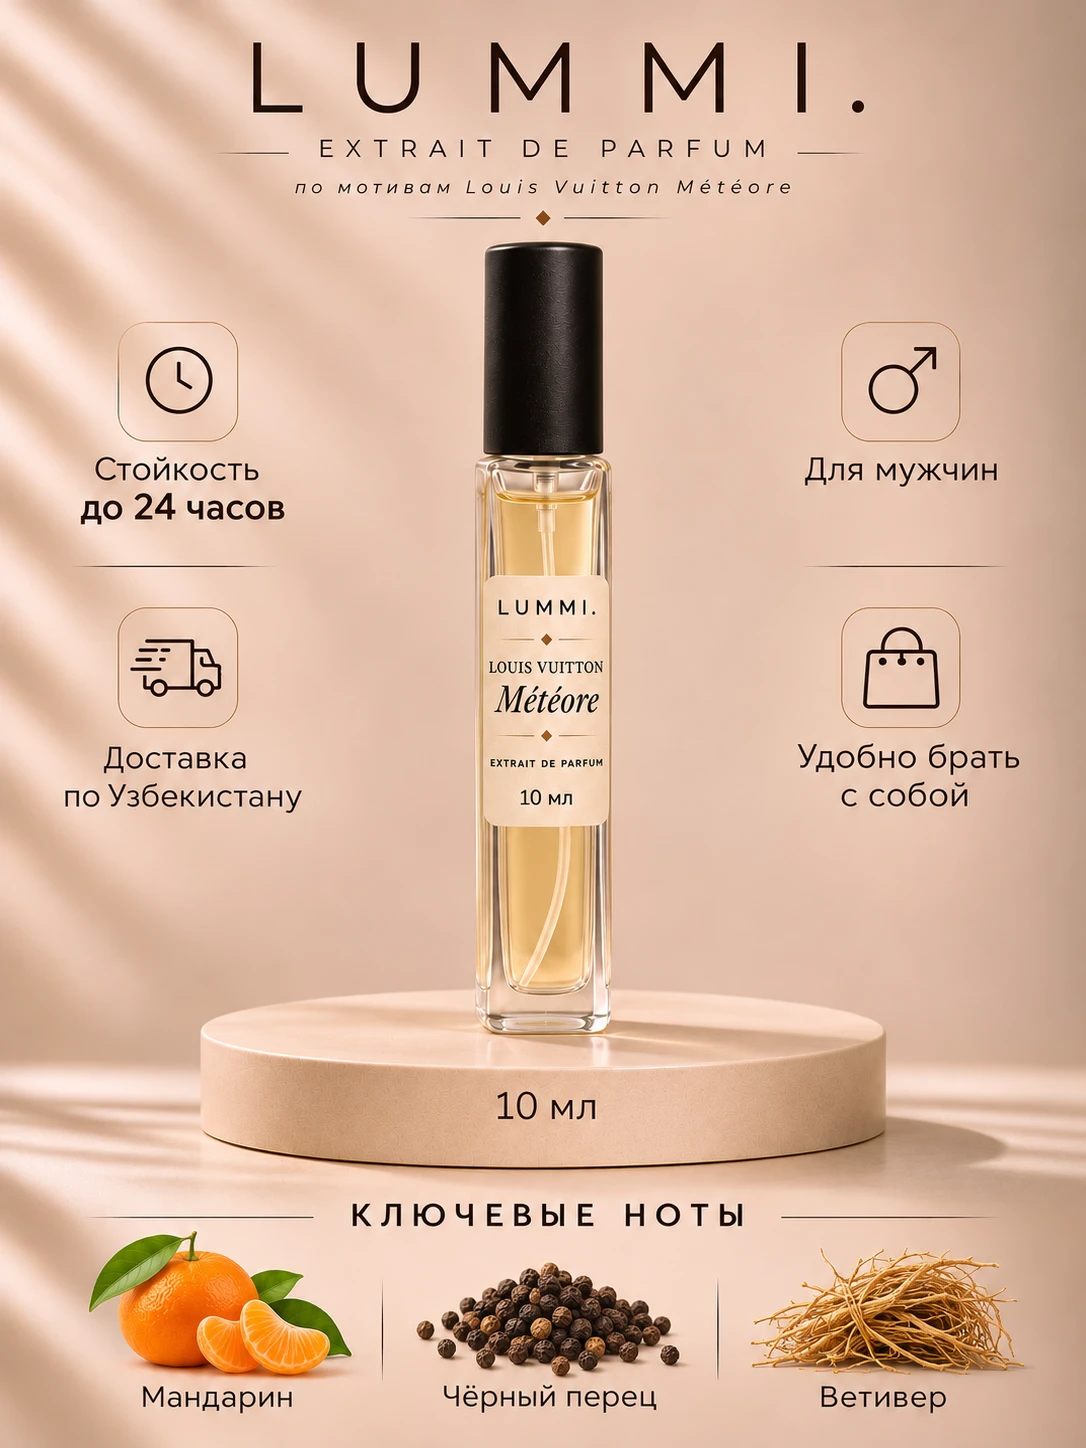 LUMMI.
EXTRAIT DE PARFUM
по мотивам Louis Vuitton Météore
Стойкость
до 24 часов
Для мужчин
Доставка
по Узбекистану
Удобно брать
с собой
LUMMI.
LOUIS VUITTON
Météore
EXTRAIT DE PARFUM
10 мл
10 мл
КЛЮЧЕВЫЕ НОТЫ
Мандарин
Чёрный перец
Ветивер